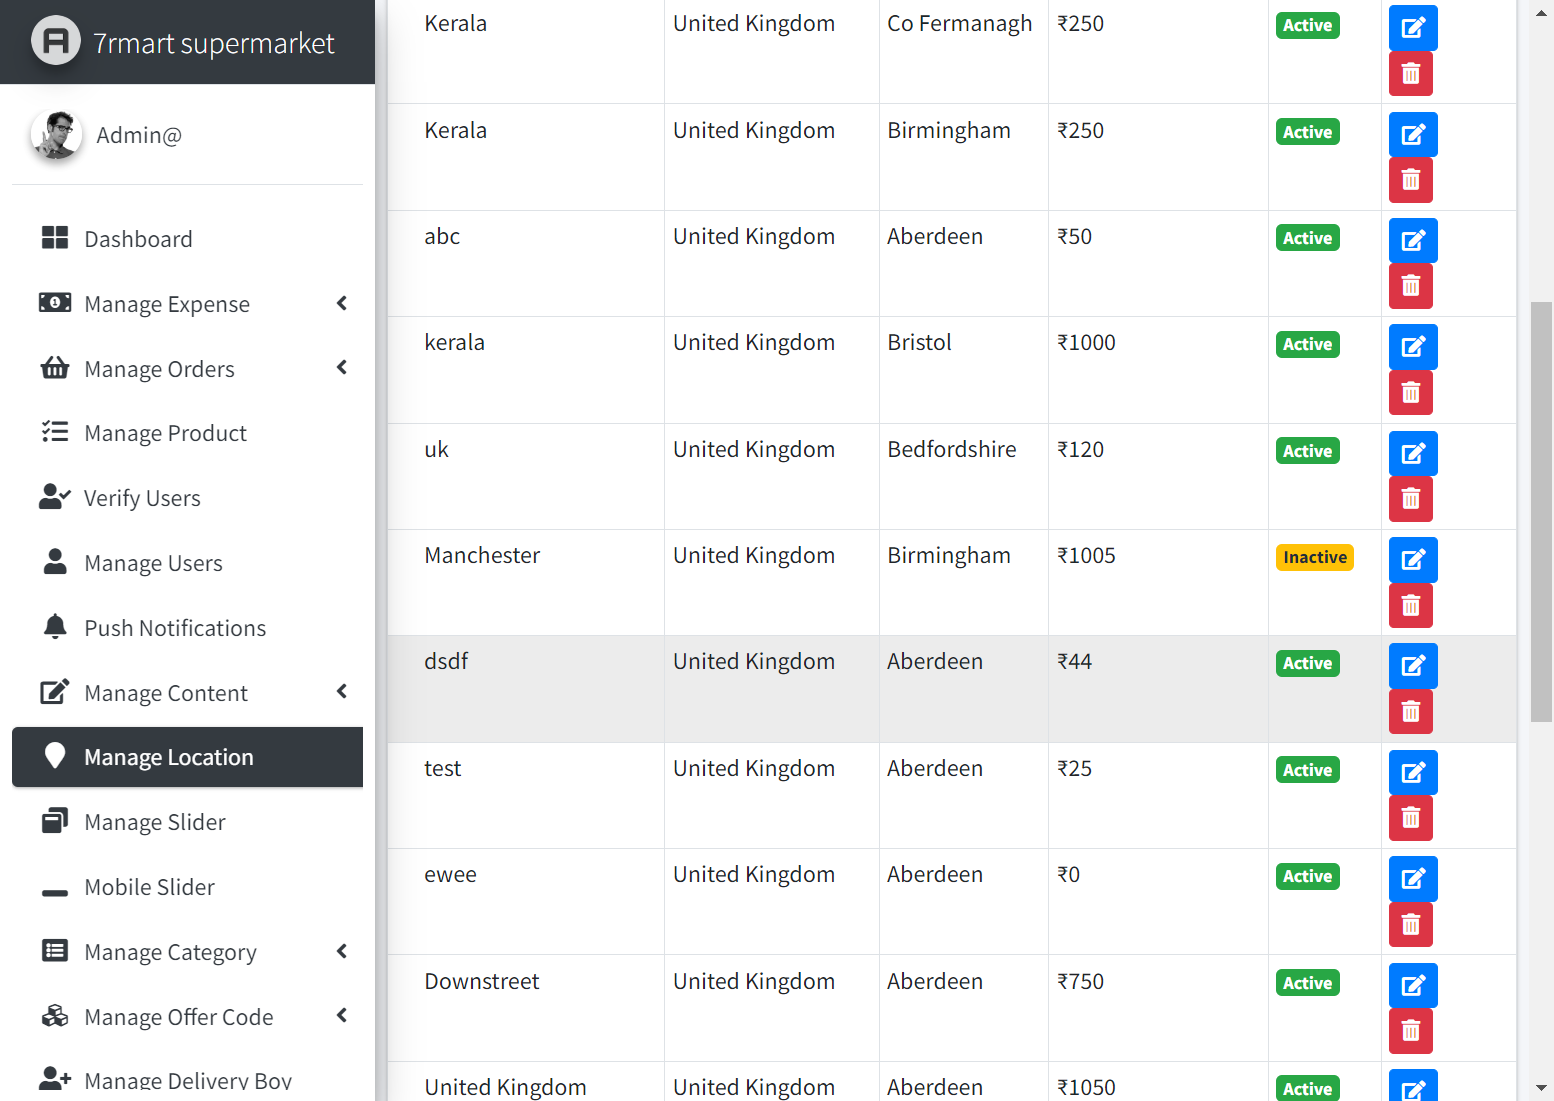 7rmart supermarket
Admin@
Dashboard
Manage Expense
Manage Orders
Manage Product
Verify Users
Manage Users
Push Notifications
Manage Content
Manage Location
Manage Slider
Mobile Slider
Manage Category
Manage Offer Code
Manage Delivery Boy
Kerala United Kingdom Co Fermanagh ₹250 Active
Kerala United Kingdom Birmingham ₹250 Active
abc United Kingdom Aberdeen ₹50 Active
kerala United Kingdom Bristol ₹1000 Active
uk United Kingdom Bedfordshire ₹120 Active
Manchester United Kingdom Birmingham ₹1005 Inactive
dsdf United Kingdom Aberdeen ₹44 Active
test United Kingdom Aberdeen ₹25 Active
ewee United Kingdom Aberdeen ₹0 Active
Downstreet United Kingdom Aberdeen ₹750 Active
United Kingdom United Kingdom Aberdeen ₹1050 Active